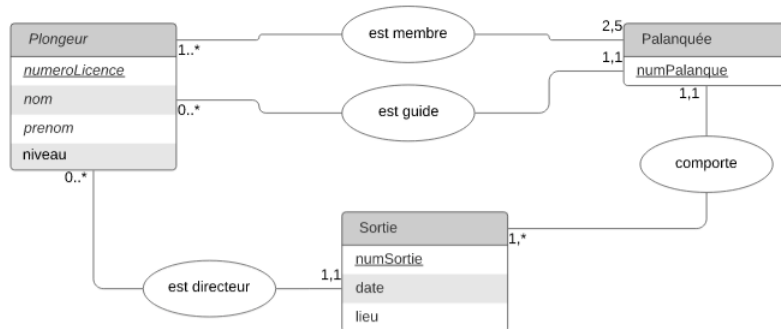 Plongeur
numeroLicence
nom
prenom
niveau
1..*
0..*
0..*
est membre
est guide
2,5
1,1
Palanquée
numPalanque
1,1
comporte
Sortie
numSortie
date
lieu
1,*
est directeur
1,1